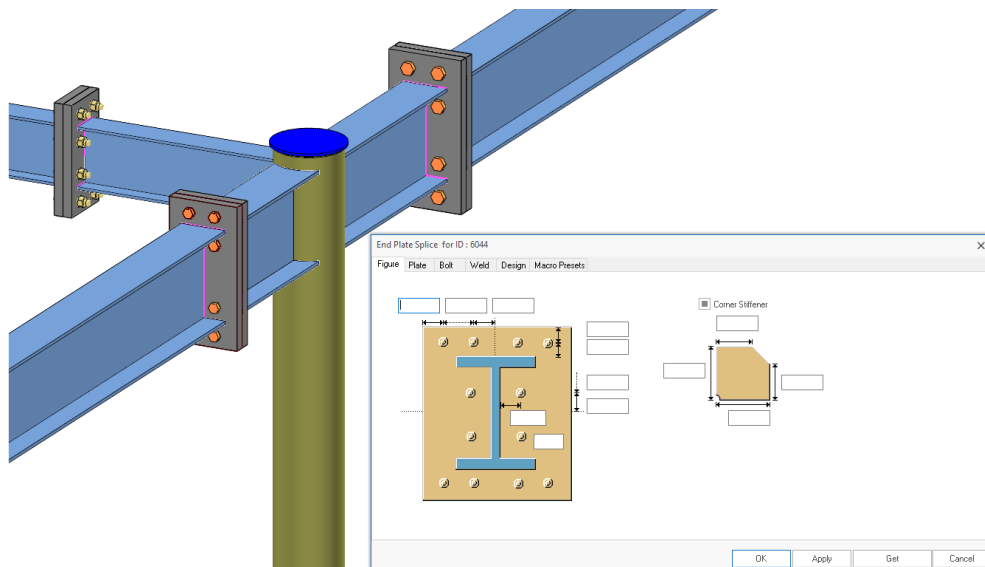 End Plate Splice for ID : 6044
Figure Plate Bolt Weld Design Macro Presets
Corner Stiffener
OK Apply Get Cancel